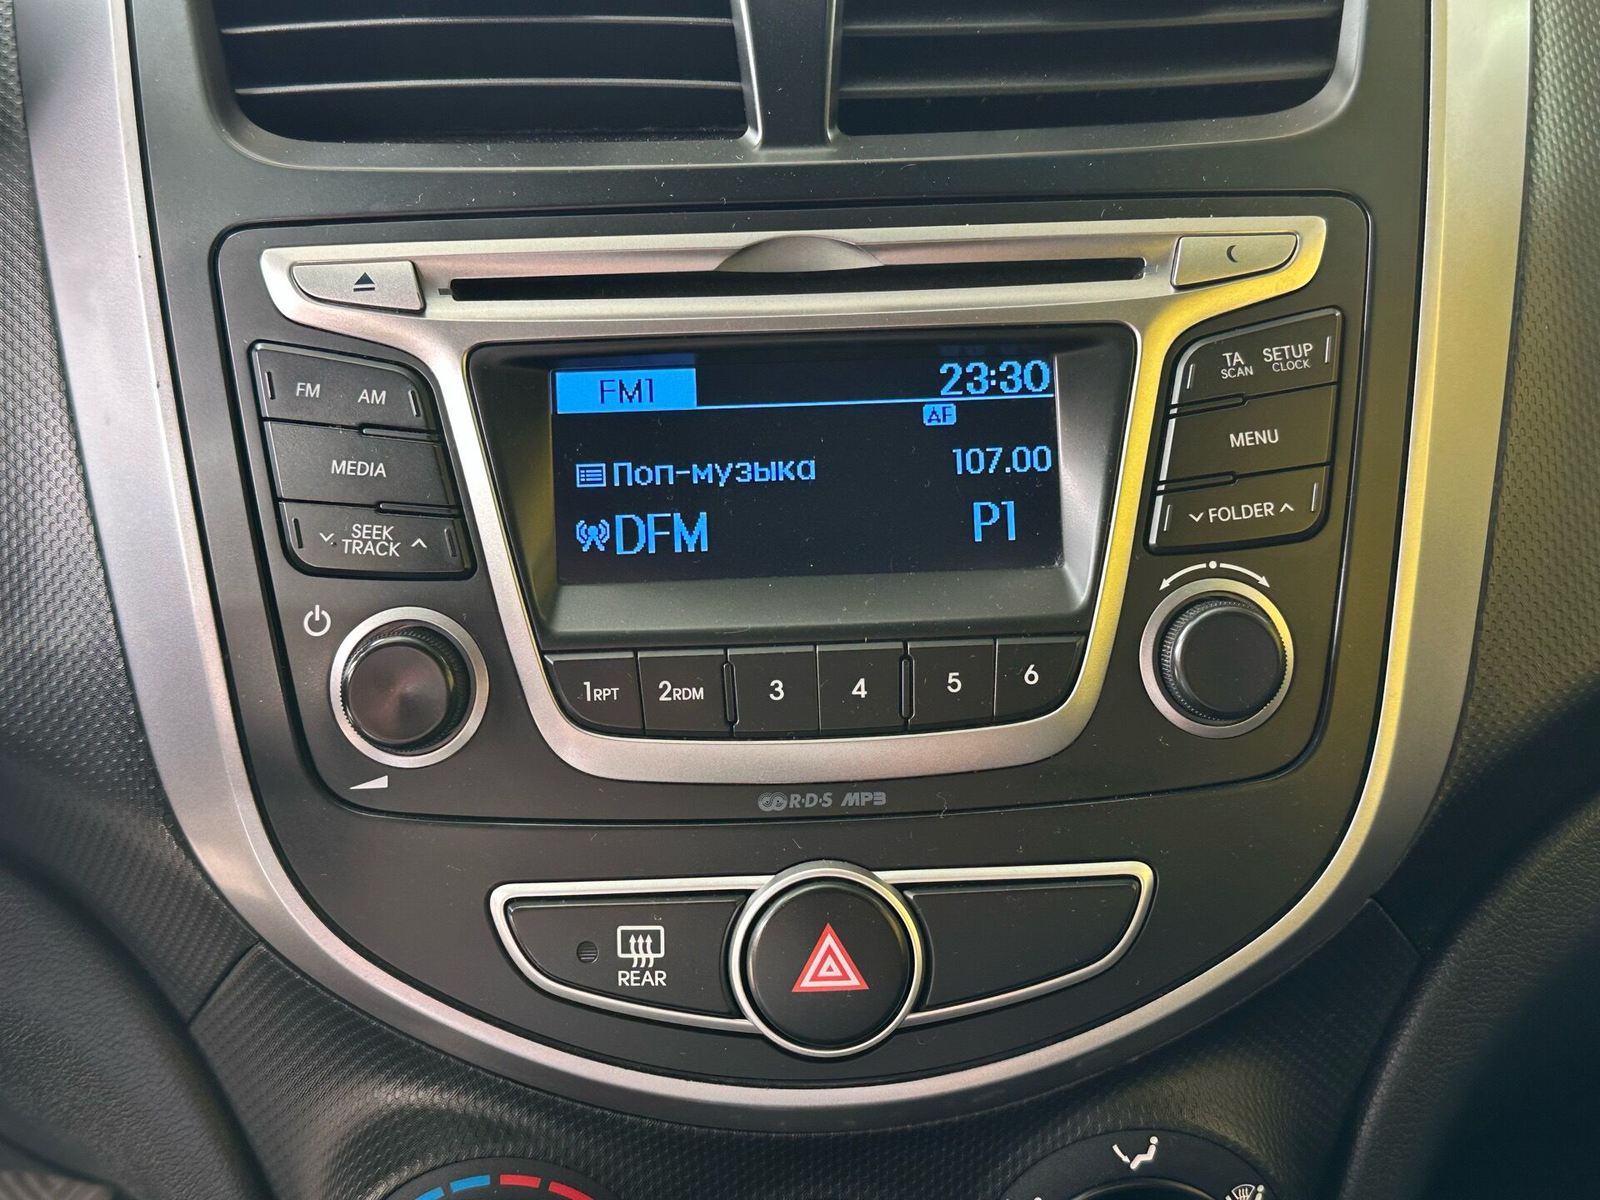 FM AM
MEDIA
SEEK
TRACK
FM1 23:30
AF
Поп-музыка 107.00
DFM P1
TA SETUP
SCAN CLOCK
MENU
FOLDER
1RPT 2RDM 3 4 5 6
R·D·S MP3
REAR